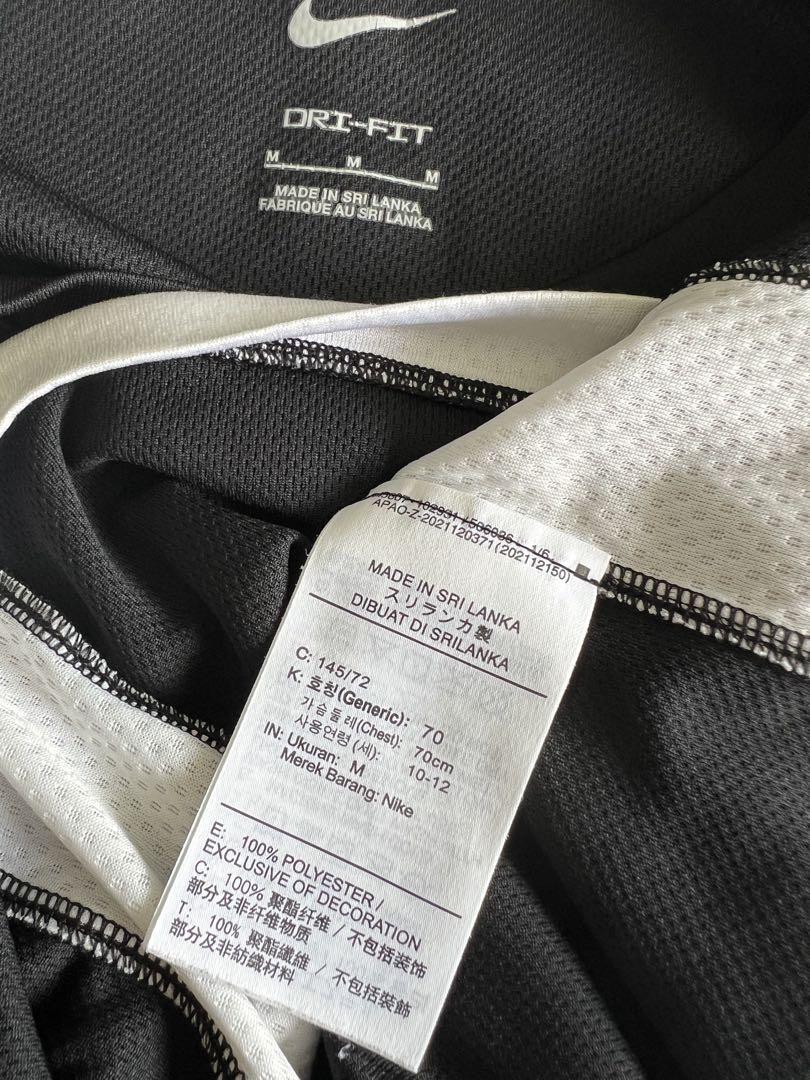 DRI-FIT
M M M
MADE IN SRI LANKA
FABRIQUE AU SRI LANKA
APAO-Z-2021120371(202112150)
MADE IN SRI LANKA
スリランカ製
DIBUAT DI SRILANKA
C: 145/72
K: 호칭(Generic): 70
가슴둘레(Chest): 70cm
사용연령 (세): 10-12
IN: Ukuran: M
Merek Barang: Nike
E: 100% POLYESTER /
EXCLUSIVE OF DECORATION
C: 100% 聚酯纤维 / 不包括装饰
部分及非纤维物质
T: 100% 聚酯纖維 / 不包括裝飾
部分及非紡織材料